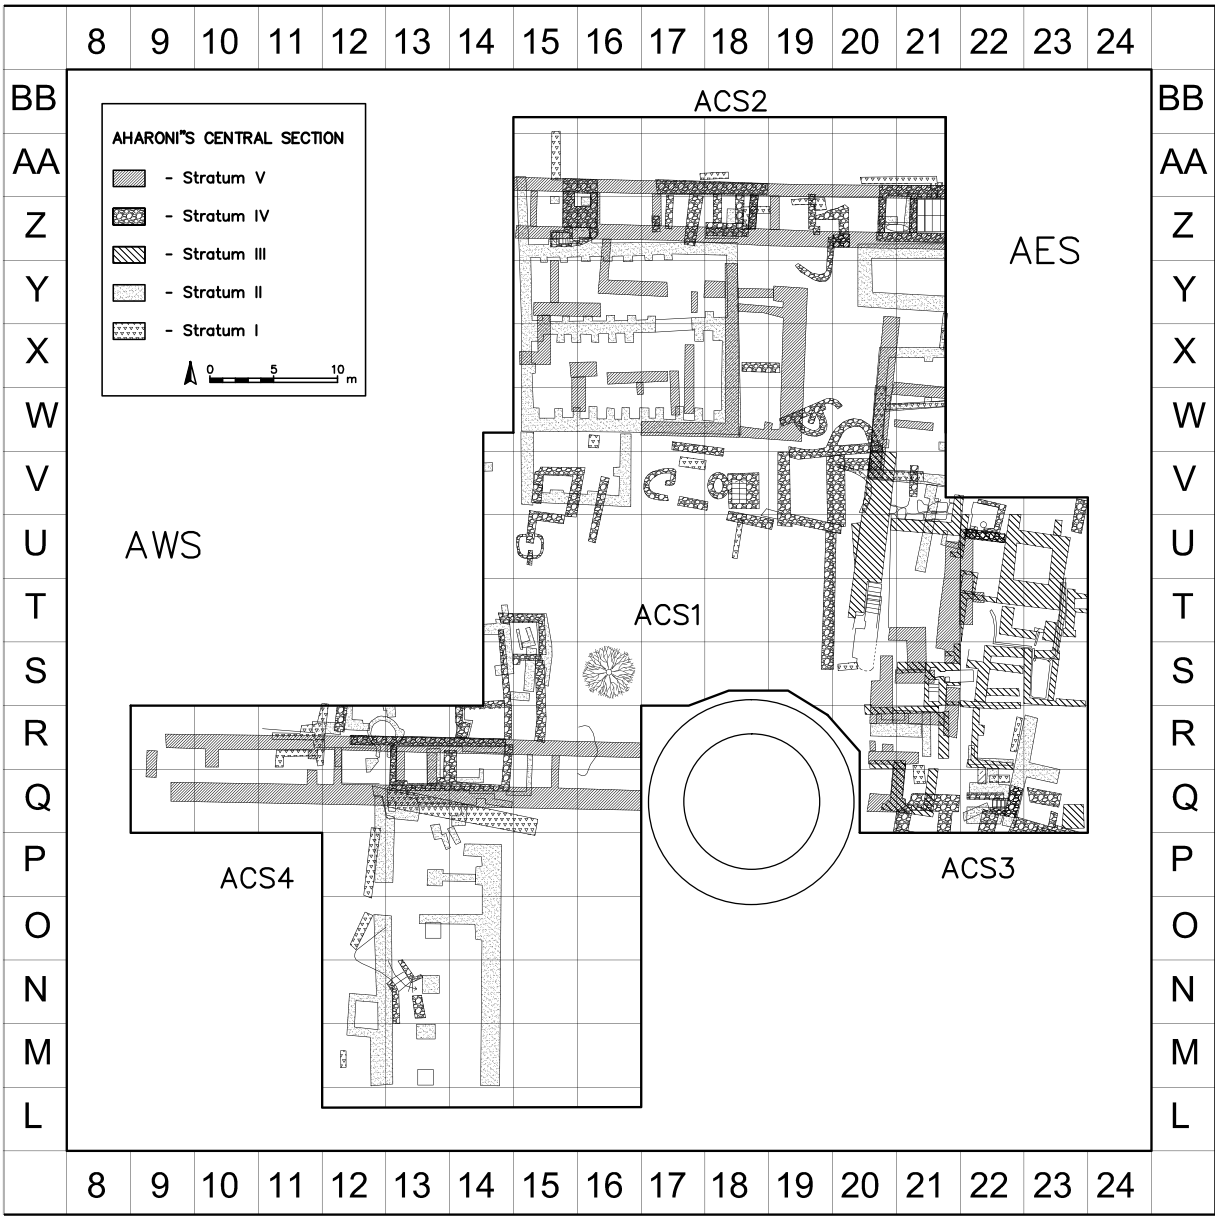 8 9 10 11 12 13 14 15 16 17 18 19 20 21 22 23 24
BB BB
ACS2
AHARONI"S CENTRAL SECTION
AA AA
- Stratum V
- Stratum IV
Z Z
- Stratum III
AES
Y Y
- Stratum II
- Stratum I
X X
0 5 10 m
W W
V V
U U
AWS
T T
ACS1
S S
R R
Q Q
P P
ACS4
ACS3
O O
N N
M M
L L
8 9 10 11 12 13 14 15 16 17 18 19 20 21 22 23 24